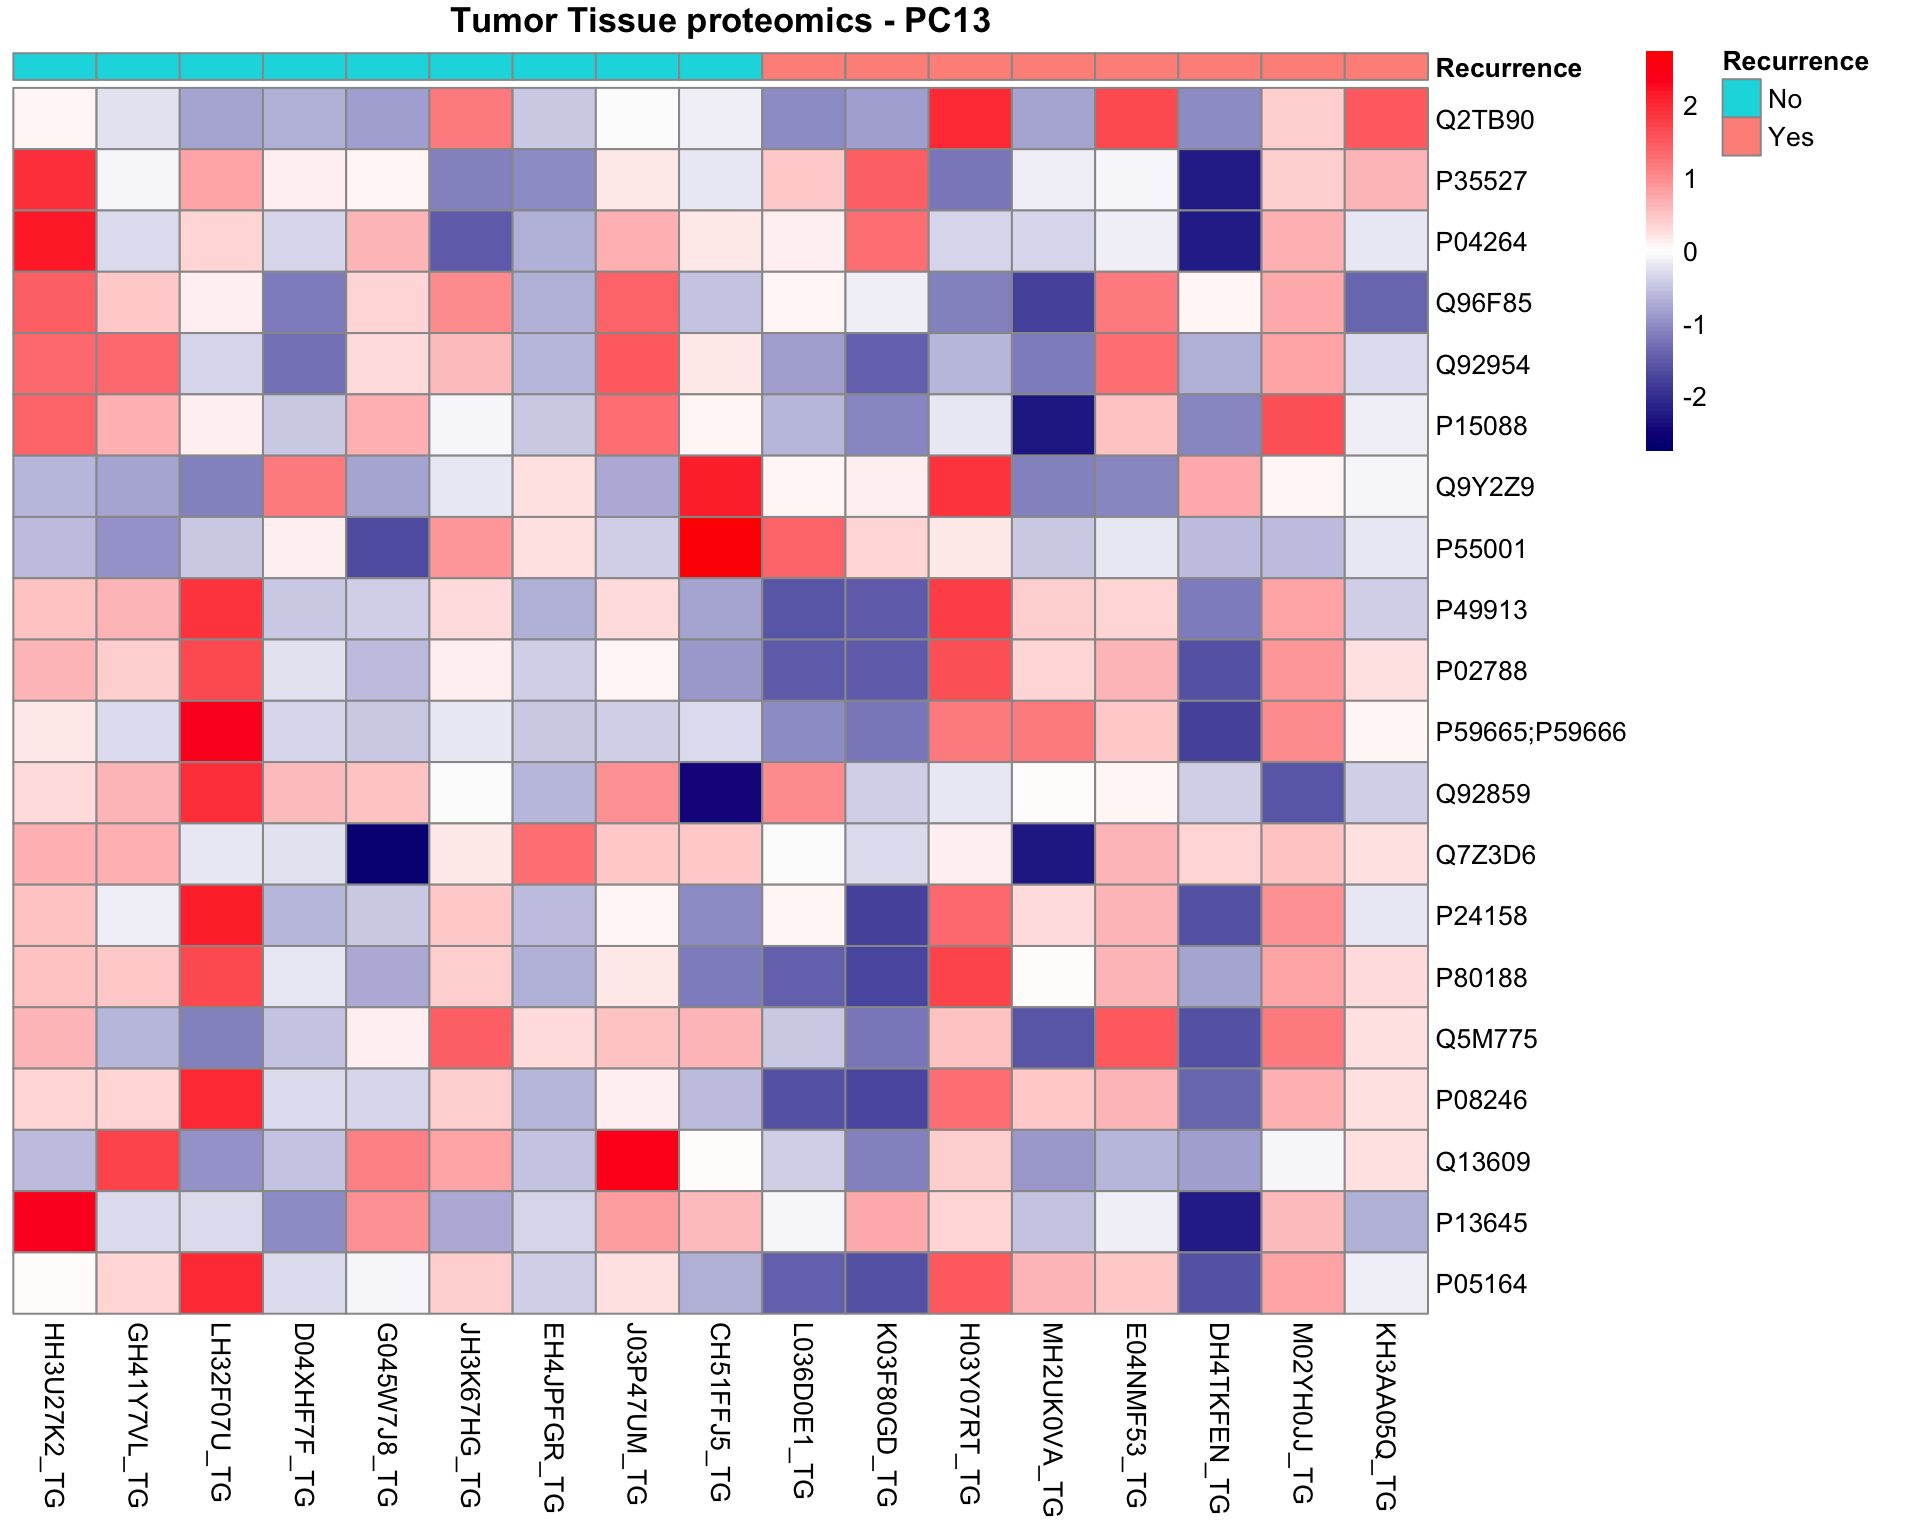 Tumor Tissue proteomics - PC13
Recurrence
Q2TB90
P35527
P04264
Q96F85
Q92954
P15088
Q9Y2Z9
P55001
P49913
P02788
P59665;P59666
Q92859
Q7Z3D6
P24158
P80188
Q5M775
P08246
Q13609
P13645
P05164
HH3U27K2_TG
GH41Y7VL_TG
LH32F07U_TG
D04XHF7F_TG
G045W7J8_TG
JH3K67HG_TG
EH4JPFGR_TG
J03P47UM_TG
CH51FFJ5_TG
L036D0E1_TG
K03F80GD_TG
H03Y07RT_TG
MH2UK0VA_TG
E04NMF53_TG
DH4TKFEN_TG
M02YH0JJ_TG
KH3AA05Q_TG
2
1
0
-1
-2
Recurrence
No
Yes